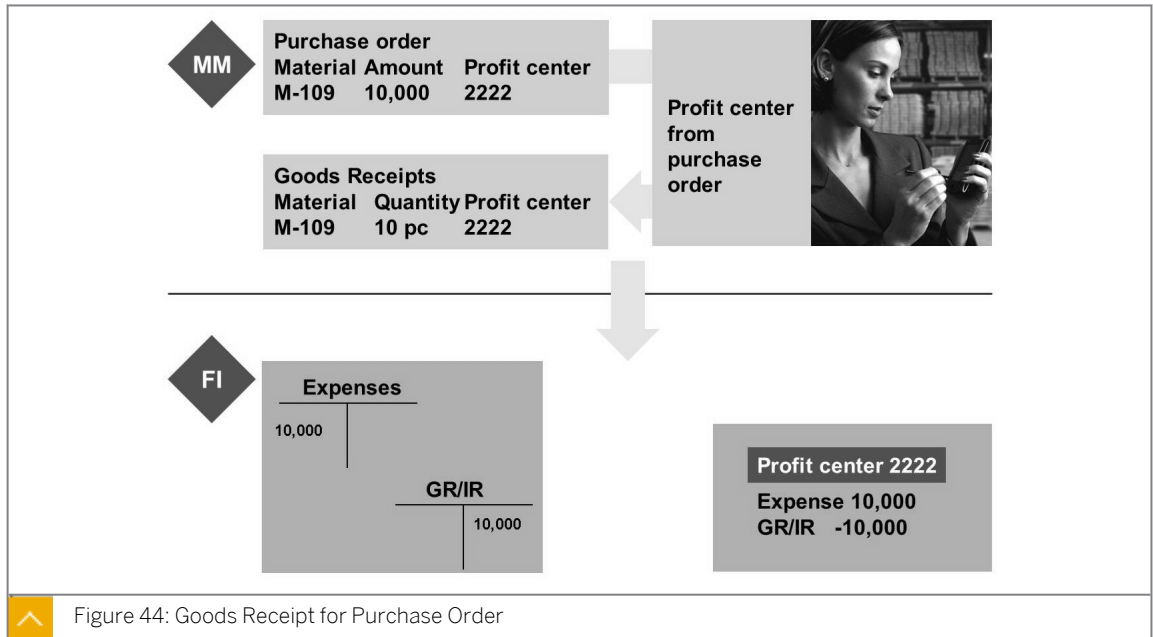 MM
Purchase order
Material Amount Profit center
M-109 10,000 2222
Profit center
from
purchase
order
Goods Receipts
Material Quantity Profit center
M-109 10 pc 2222
FI
Expenses
10,000
GR/IR
10,000
Profit center 2222
Expense 10,000
GR/IR -10,000
Figure 44: Goods Receipt for Purchase Order